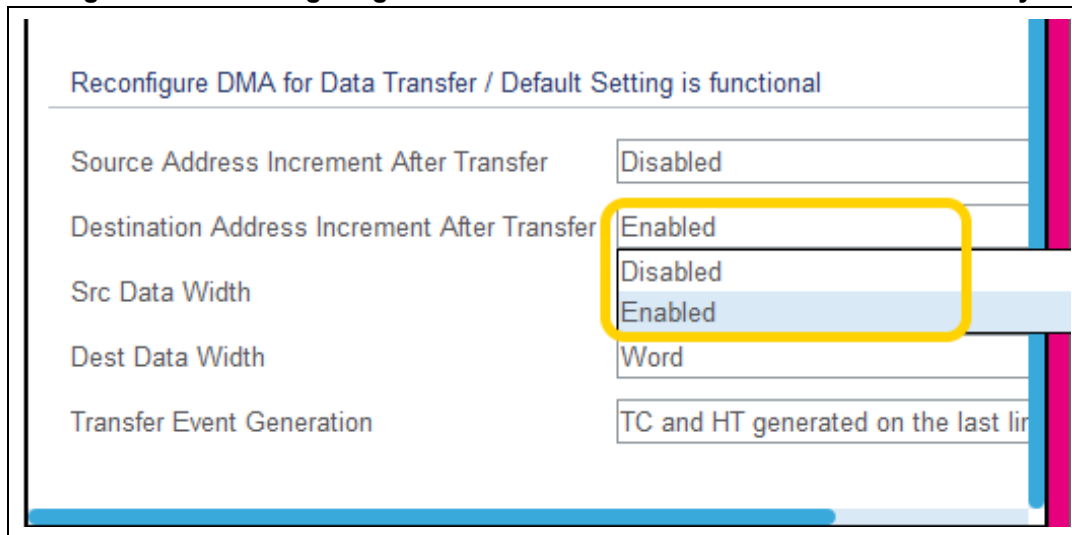 Reconfigure DMA for Data Transfer / Default Setting is functional
Source Address Increment After Transfer Disabled
Destination Address Increment After Transfer Enabled
Disabled
Src Data Width
Enabled
Dest Data Width Word
Transfer Event Generation TC and HT generated on the last